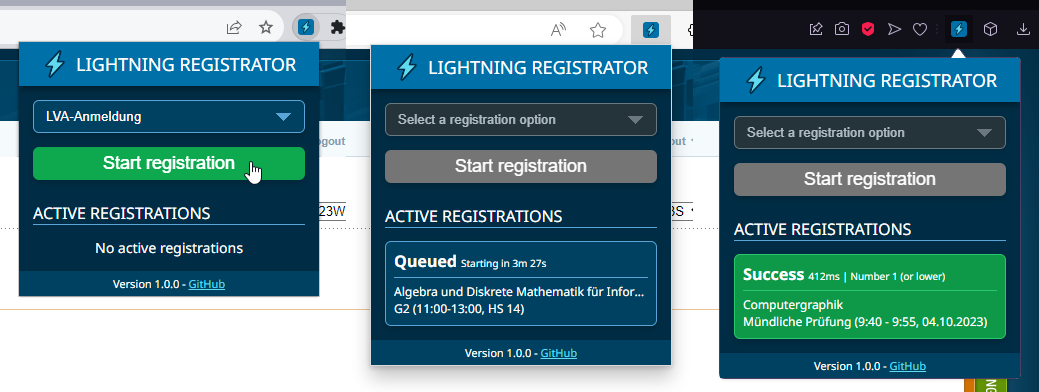 LIGHTNING REGISTRATOR
LVA-Anmeldung
Start registration
ACTIVE REGISTRATIONS
No active registrations
Version 1.0.0 - GitHub
23W
LIGHTNING REGISTRATOR
Select a registration option
Start registration
ACTIVE REGISTRATIONS
Queued Starting in 3m 27s
Algebra und Diskrete Mathematik für Infor...
G2 (11:00-13:00, HS 14)
Version 1.0.0 - GitHub
LIGHTNING REGISTRATOR
Select a registration option
Start registration
ACTIVE REGISTRATIONS
Success 412ms | Number 1 (or lower)
Computergraphik
Mündliche Prüfung (9:40 - 9:55, 04.10.2023)
Version 1.0.0 - GitHub